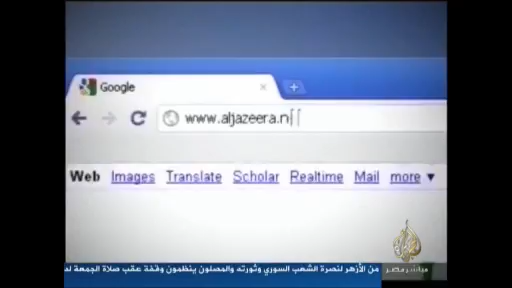 Google
www.aljazeera.n
Web Images Translate Scholar Realtime Mail more ▼
من الأزهر لنصرة الشعب السوري وثورته والمصلون ينظمون وقفة عقب صلاة الجمعة لد
مباشر مصر